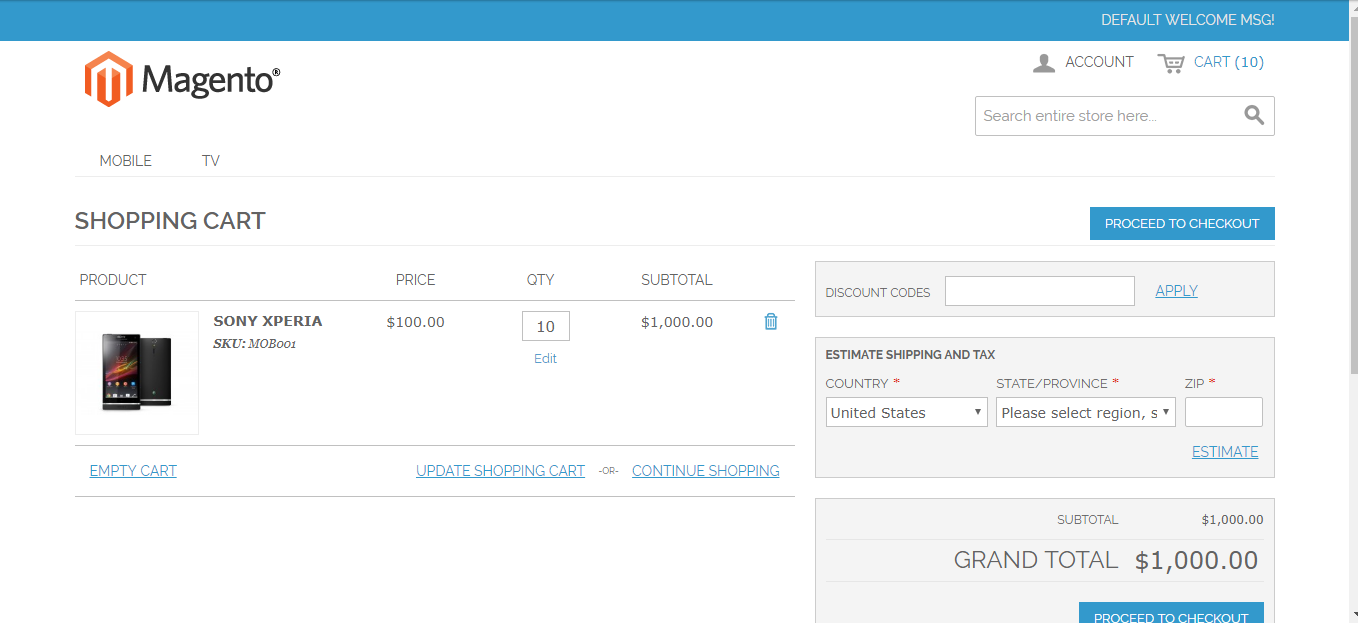 DEFAULT WELCOME MSG!
Magento®
ACCOUNT CART (10)
Search entire store here...
MOBILE TV
SHOPPING CART
PROCEED TO CHECKOUT
PRODUCT PRICE QTY SUBTOTAL
SONY XPERIA $100.00 10 $1,000.00
SKU: MOB001
Edit
EMPTY CART UPDATE SHOPPING CART -OR- CONTINUE SHOPPING
DISCOUNT CODES APPLY
ESTIMATE SHIPPING AND TAX
COUNTRY * STATE/PROVINCE * ZIP *
United States Please select region, s
ESTIMATE
SUBTOTAL $1,000.00
GRAND TOTAL $1,000.00
PROCEED TO CHECKOUT